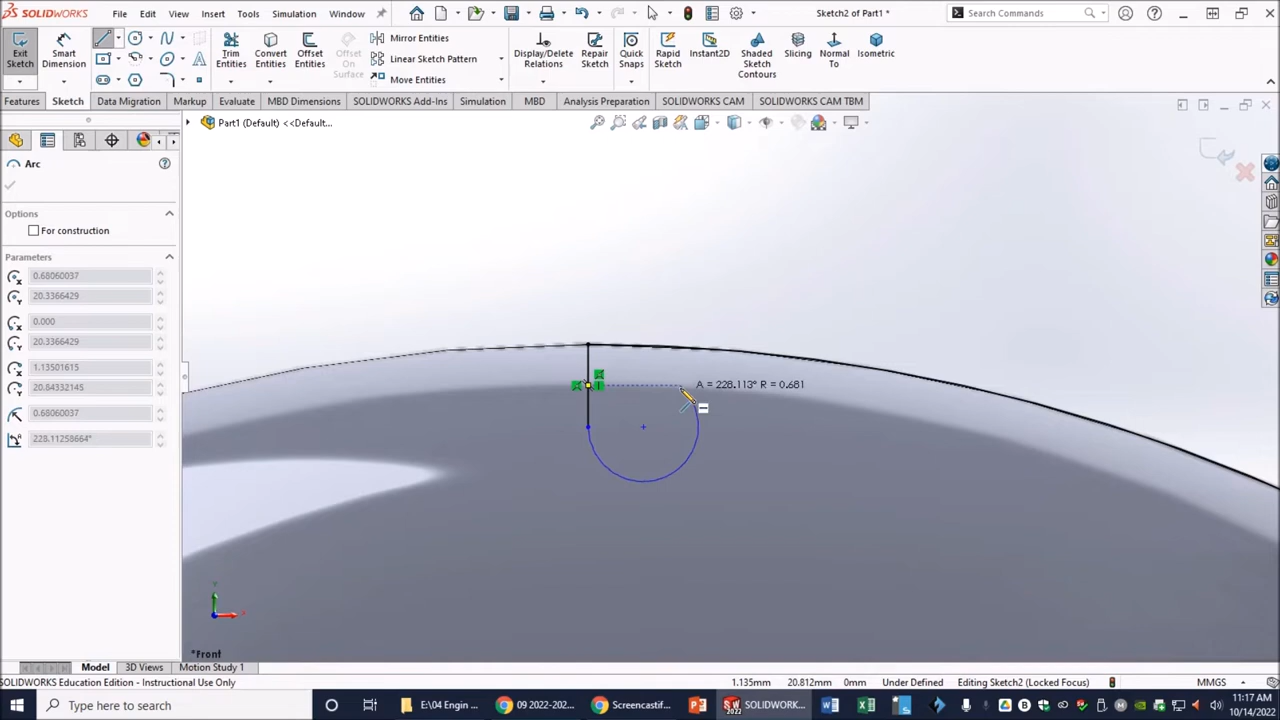 SOLIDWORKS File Edit View Insert Tools Simulation Window Sketch2 of Part1 * Search Commands
Exit Sketch
Smart Dimension
Trim Entities
Convert Entities
Offset Entities
Offset On Surface
Mirror Entities
Linear Sketch Pattern
Move Entities
Display/Delete Relations
Repair Sketch
Quick Snaps
Rapid Sketch
Instant2D
Shaded Sketch Contours
Slicing
Normal To
Isometric
Features Sketch Data Migration Markup Evaluate MBD Dimensions SOLIDWORKS Add-Ins Simulation MBD Analysis Preparation SOLIDWORKS CAM SOLIDWORKS CAM TBM
Part1 (Default) <<Default...
Arc
Options
For construction
Parameters
0.68060037
20.3366429
0.000
20.3366429
1.13501615
20.84332145
0.68060037
228.11258664°
A = 228.113° R = 0.681
Y
X
*Front
Model 3D Views Motion Study 1
SOLIDWORKS Education Edition - Instructional Use Only 1.135mm 20.812mm 0mm Under Defined Editing Sketch2 (Locked Focus) MMGS
Type here to search E:\04 Engin ... 09 2022-202... Screencastif... SOLIDWORK... 11:17 AM
10/14/2022